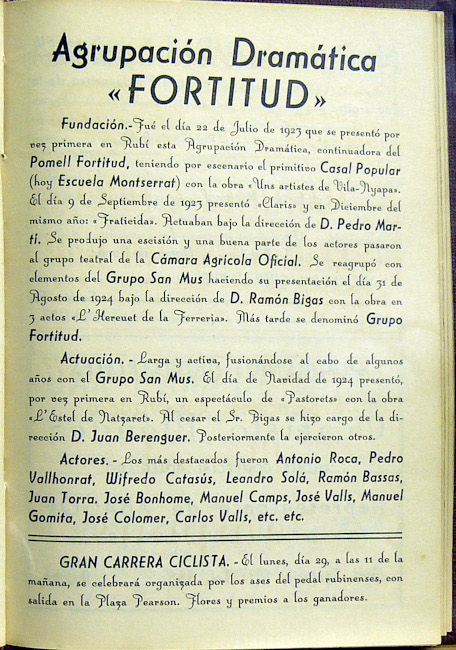 Agrupación Dramática
«FORTITUD»
Fundación.-Fué el día 22 de Julio de 1923 que se presentó por
vez primera en Rubí esta Agrupación Dramática, continuadora del
Pomell Fortitud, teniendo por escenario el primitivo Casal Popular
(hoy Escuela Montserrat) con la obra «Uns artistes de Vila-Nyapa».
El día 9 de Septiembre de 1923 presentó «Claris» y en Diciembre del
mismo año: «Fraticida». Actuaban bajo la dirección de D. Pedro Mar-
tí. Se produjo una escisión y una buena parte de los actores pasaron
al grupo teatral de la Cámara Agrícola Oficial. Se reagrupó con
elementos del Grupo San Mus haciendo su presentación el día 31 de
Agosto de 1924 bajo la dirección de D. Ramón Bigas con la obra en
3 actos «L'Hereuet de la Ferreria». Más tarde se denominó Grupo
Fortitud.
Actuación. - Larga y activa, fusionándose al cabo de algunos
años con el Grupo San Mus. El día de Navidad de 1924 presentó,
por vez primera en Rubí, un espectáculo de «Pastorets» con la obra
«L'Estel de Natzaret». Al cesar el Sr. Bigas se hizo cargo de la di-
rección D. Juan Berenguer. Posteriormente la ejercieron otros.
Actores. - Los más destacados fueron Antonio Roca, Pedro
Vallhonrat, Wifredo Catasús, Leandro Solá, Ramón Bassas,
Juan Torra. José Bonhome, Manuel Camps, José Valls, Manuel
Gomita, José Colomer, Carlos Valls, etc. etc.
GRAN CARRERA CICLISTA. - El lunes, día 29, a las 11 de la
mañana, se celebrará organizada por los ases del pedal rubinenses, con
salida en la Plaza Pearson. Flores y premios a los ganadores.